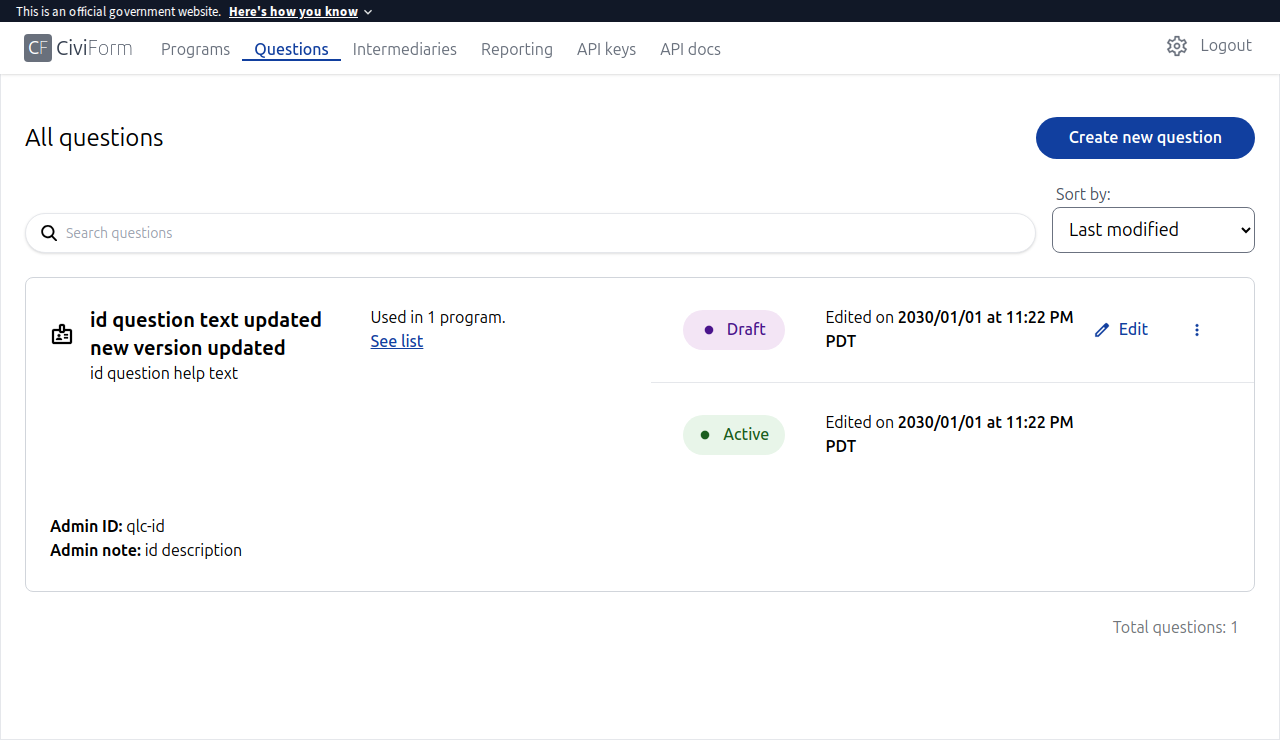 This is an official government website. Here's how you know
CF CiviForm Programs Questions Intermediaries Reporting API keys API docs Logout
All questions
Create new question
Sort by:
Search questions
Last modified
id question text updated
new version updated
id question help text
Used in 1 program.
See list
Draft
Edited on 2030/01/01 at 11:22 PM
PDT
Edit
Active
Edited on 2030/01/01 at 11:22 PM
PDT
Admin ID: qlc-id
Admin note: id description
Total questions: 1